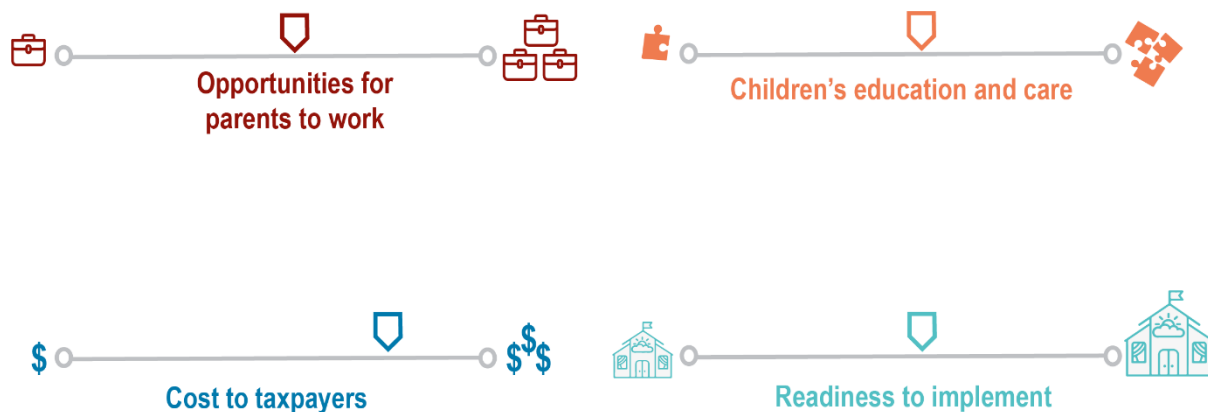 Opportunities for
parents to work
Children's education and care
$
$
$
$
Cost to taxpayers
Readiness to implement